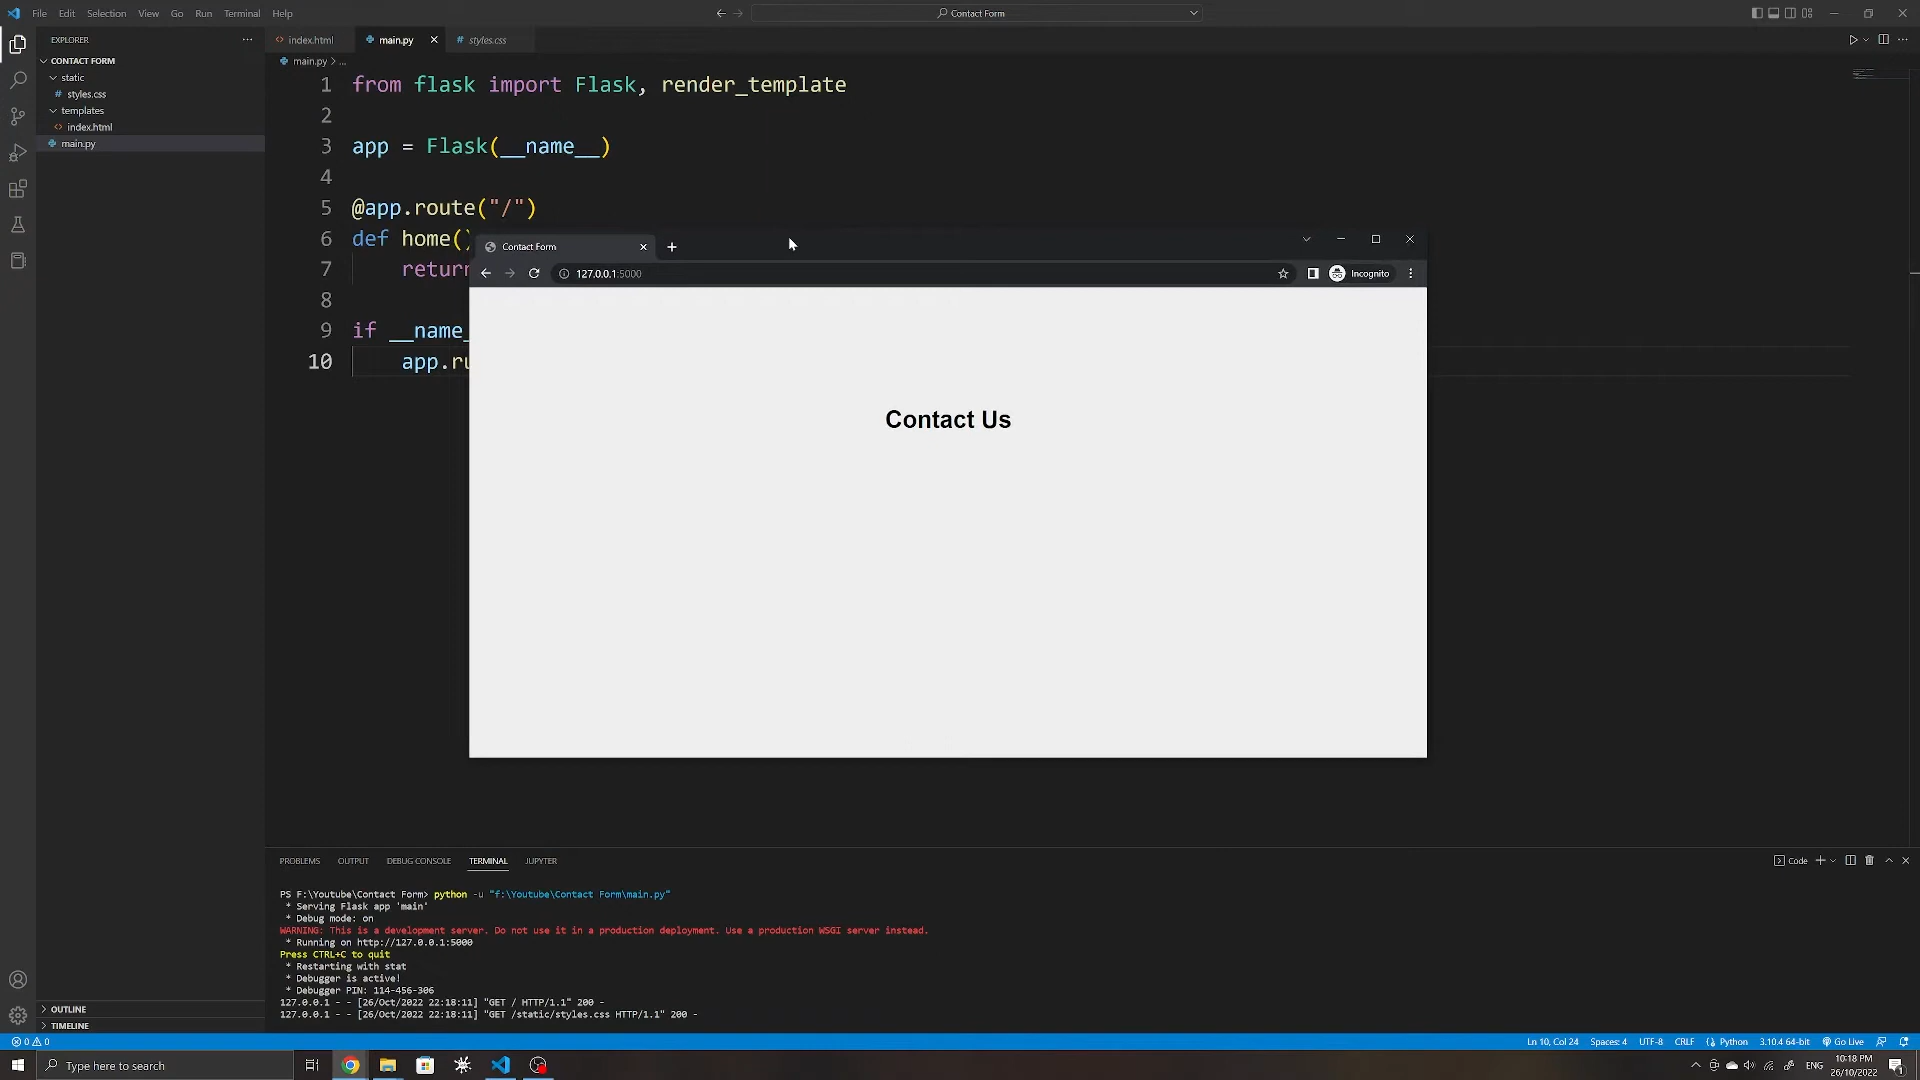 File Edit Selection View Go Run Terminal Help
Contact Form
EXPLORER
CONTACT FORM
static
# styles.css
templates
<> index.html
main.py
OUTLINE
TIMELINE
<> index.html
main.py
# styles.css
main.py > ...
1 from flask import Flask, render_template
2
3 app = Flask(__name__)
4
5 @app.route("/")
6 def home()
7 return
8
9 if __name_
10 app.ru
Contact Form
127.0.0.1:5000
Incognito
Contact Us
PROBLEMS OUTPUT DEBUG CONSOLE TERMINAL JUPYTER
Code
PS F:\Youtube\Contact Form> python -u "f:\Youtube\Contact Form\main.py"
* Serving Flask app 'main'
* Debug mode: on
WARNING: This is a development server. Do not use it in a production deployment. Use a production WSGI server instead.
* Running on http://127.0.0.1:5000
Press CTRL+C to quit
* Restarting with stat
* Debugger is active!
* Debugger PIN: 114-456-306
127.0.0.1 - - [26/Oct/2022 22:18:11] "GET / HTTP/1.1" 200 -
127.0.0.1 - - [26/Oct/2022 22:18:11] "GET /static/styles.css HTTP/1.1" 200 -
0 0
Ln 10, Col 24 Spaces: 4 UTF-8 CRLF Python 3.10.4 64-bit Go Live
Type here to search
ENG
10:18 PM
26/10/2022
1